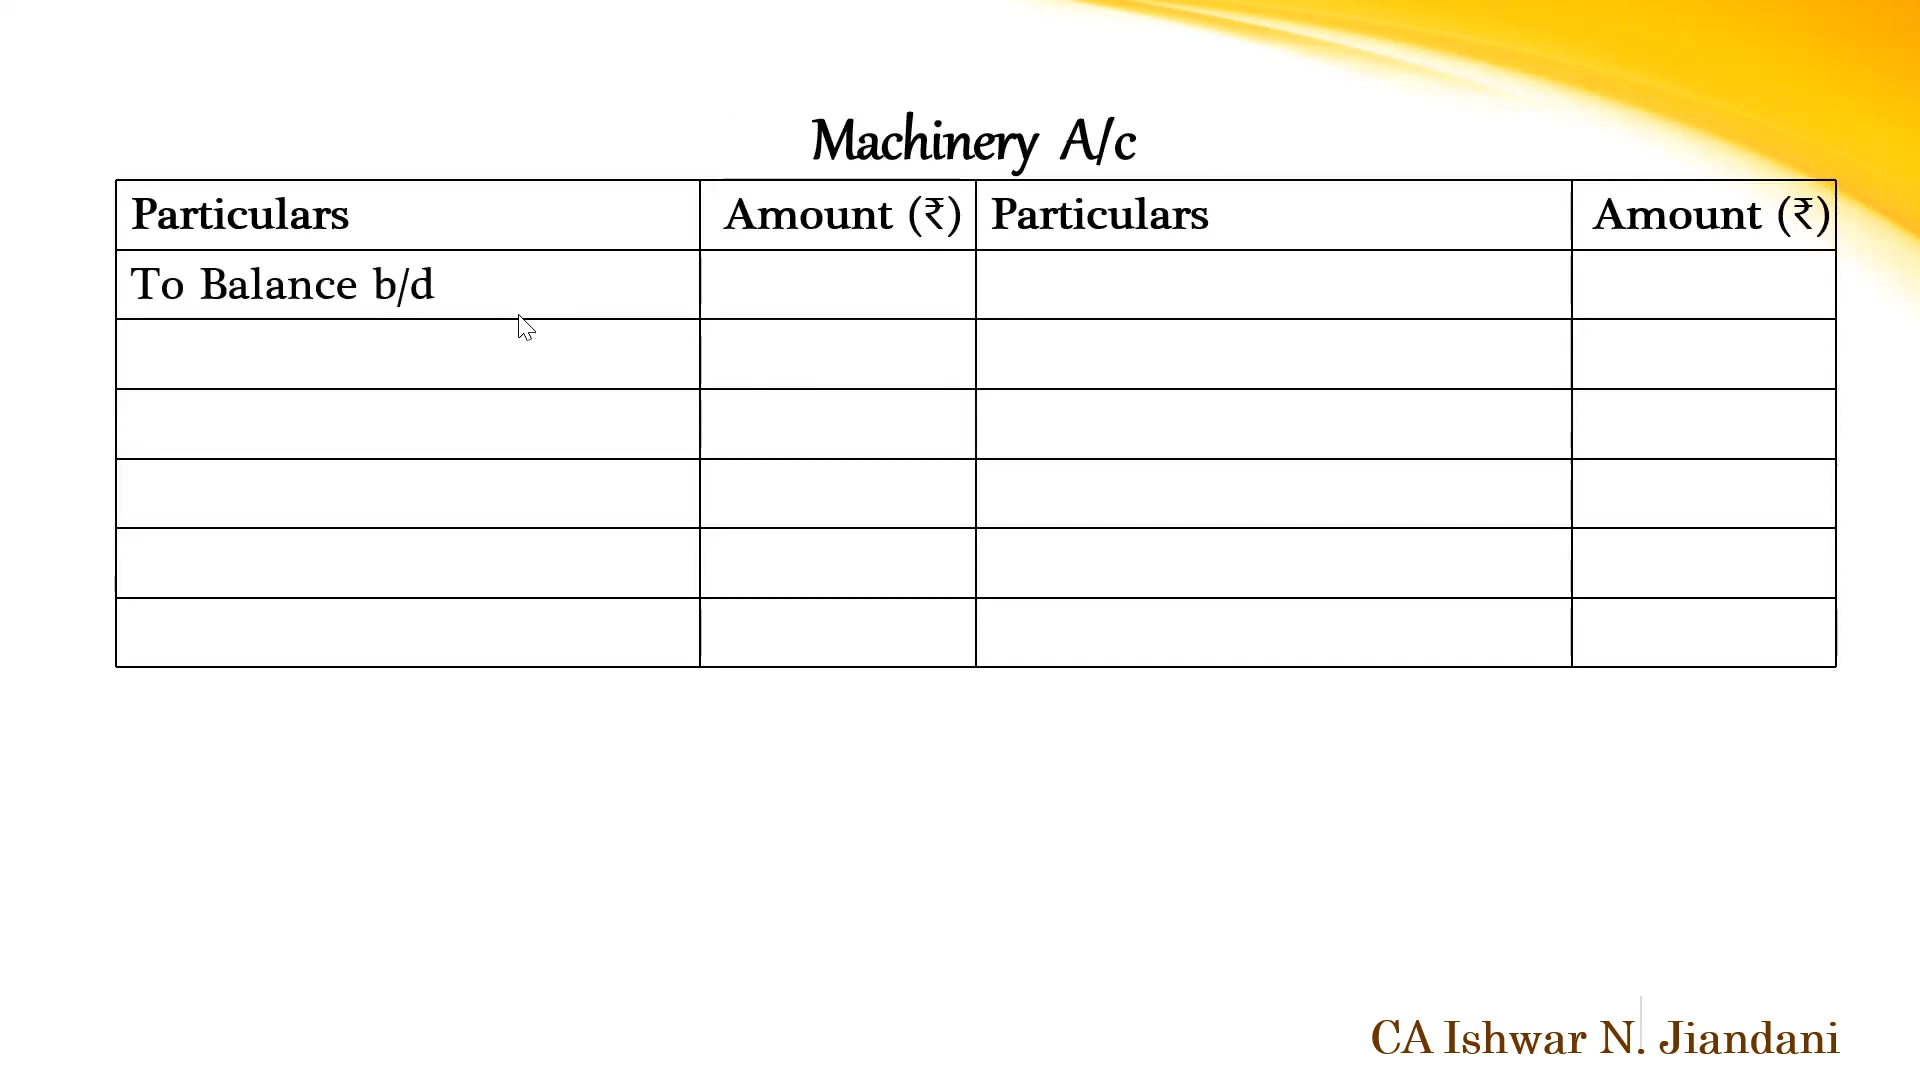 Machinery A/c
Particulars Amount (₹) Particulars Amount (₹)
To Balance b/d
CA Ishwar N. Jiandani